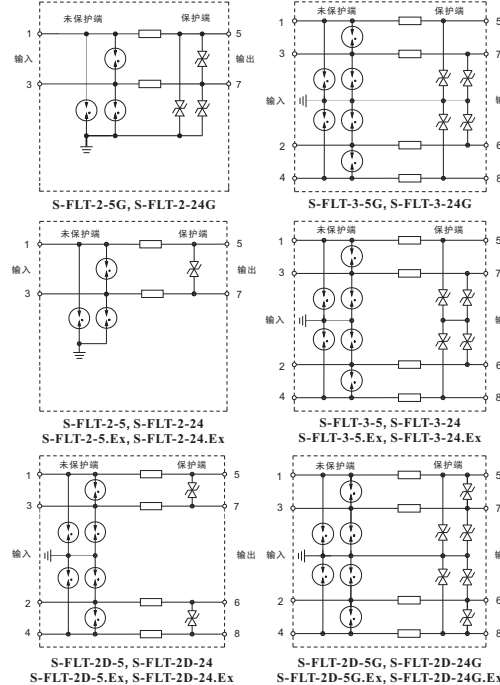 未保护端 保护端
1 5
输入 输出
3 7
S-FLT-2-5G, S-FLT-2-24G
未保护端 保护端
1 5
3 7
输入 输
2 6
4 8
S-FLT-3-5G, S-FLT-3-24G
未保护端 保护端
1 5
输入 输出
3 7
S-FLT-2-5, S-FLT-2-24
S-FLT-2-5.Ex, S-FLT-2-24.Ex
未保护端 保护端
1 5
3 7
输入 输
2 6
4 8
S-FLT-3-5, S-FLT-3-24
S-FLT-3-5.Ex, S-FLT-3-24.Ex
未保护端 保护端
1 5
3 7
输入 输出
2 6
4 8
S-FLT-2D-5, S-FLT-2D-24
S-FLT-2D-5.Ex, S-FLT-2D-24.Ex
未保护端 保护端
1 5
3 7
输入 输
2 6
4 8
S-FLT-2D-5G, S-FLT-2D-24G
S-FLT-2D-5G.Ex, S-FLT-2D-24G.Ex